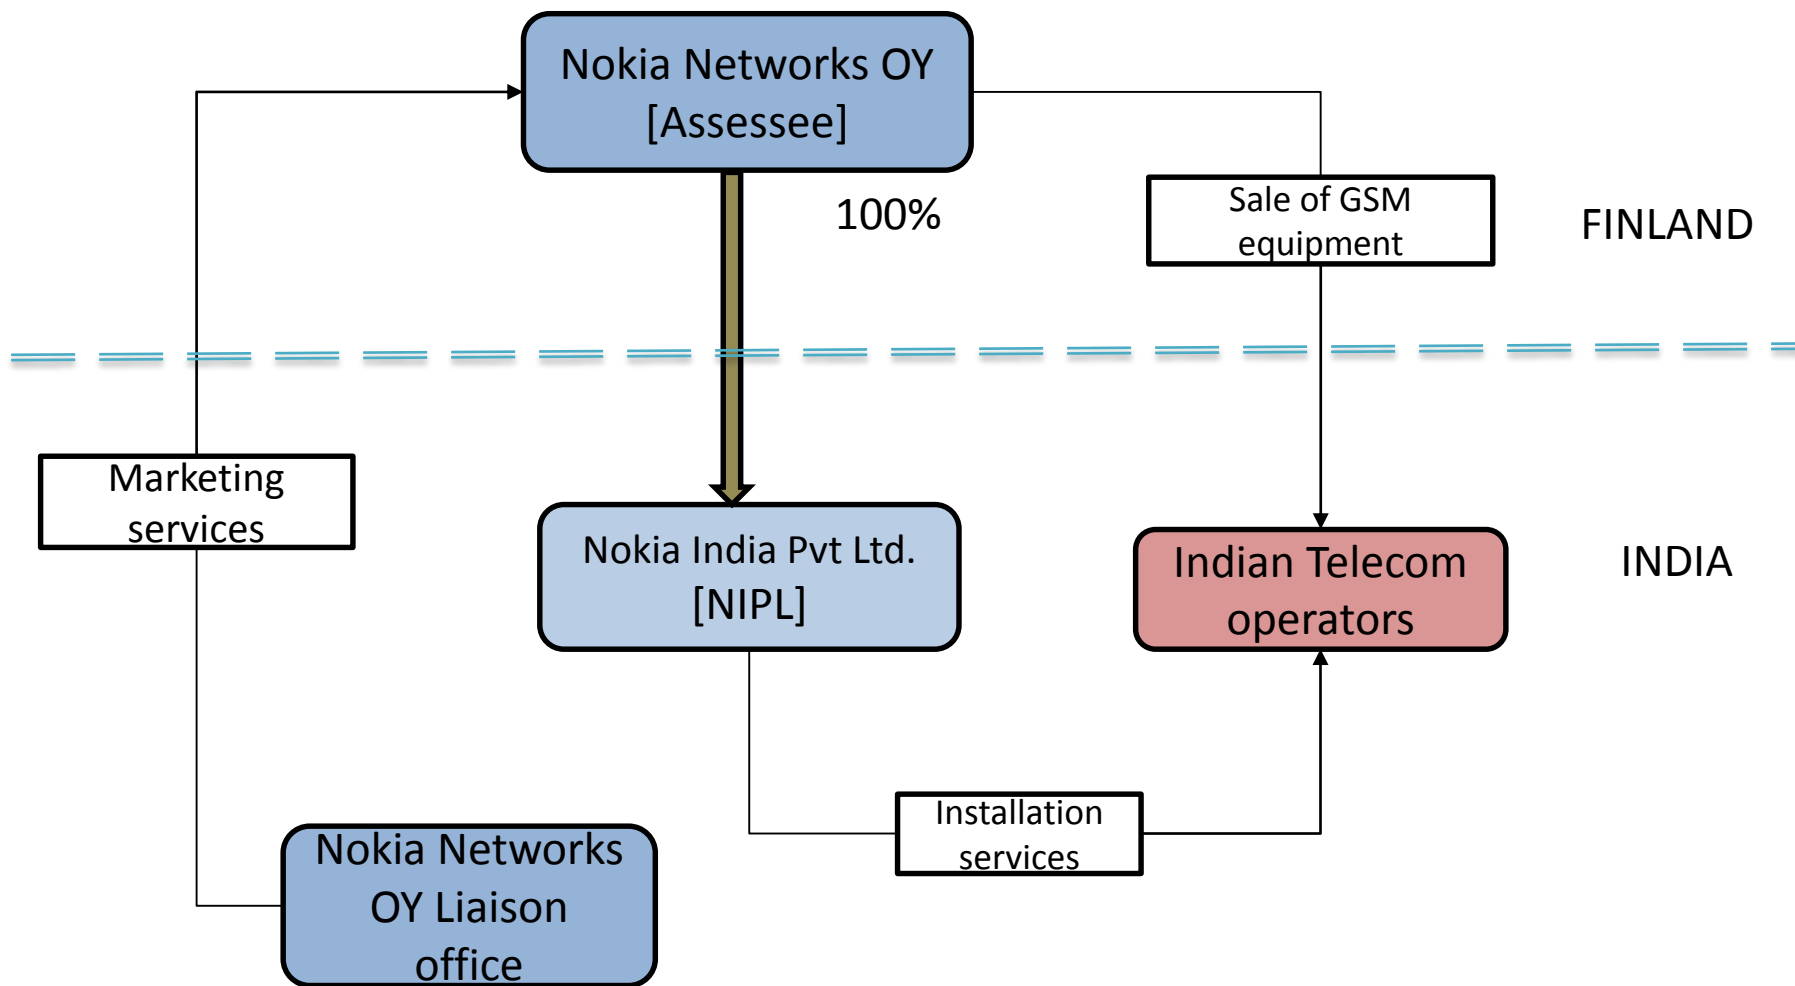 Nokia Networks OY
[Assessee]
100%
Sale of GSM
equipment
FINLAND
Marketing
services
Nokia India Pvt Ltd.
[NIPL]
Indian Telecom
operators
INDIA
Installation
services
Nokia Networks
OY Liaison
office